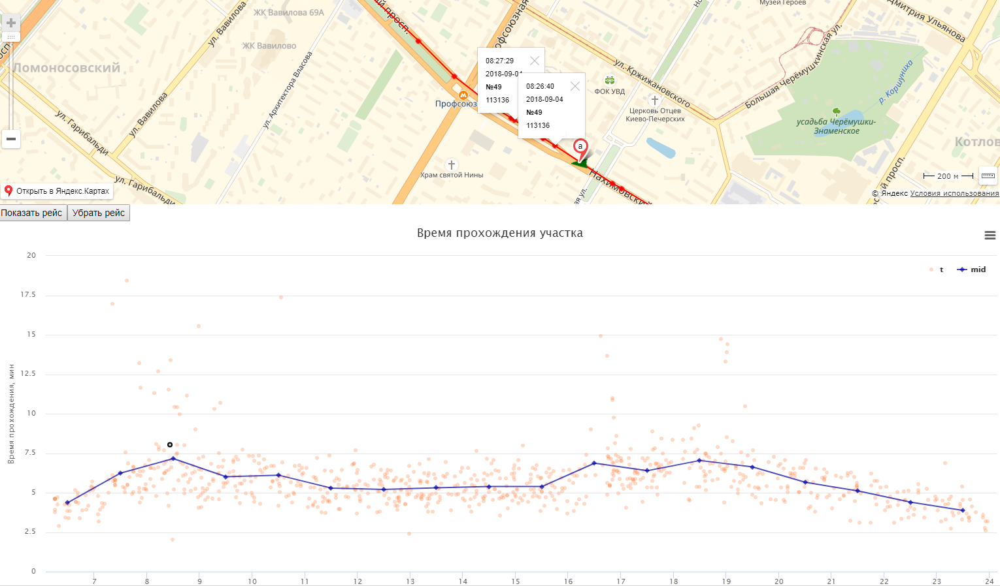 ЖК Вавилова 69А
Музей Героев
ул. Вавилова
ий просп.
офсоюзная
Дмитрия Ульянова
ЖК Вавилово
Ломоносовский
ул. Архитектора Власова
08:27:29
2018-09-04
№49
113136
08:26:40
2018-09-04
№49
113136
ул. Кржижановского
Большая Черёмушкинская ул.
р. Коршуниха
ФОК УВД
Профсоюз
Церковь Отцев
Киево-Печерских
усадьба Черёмушки-
Знаменское
Котлов
ул. Вавилова
ул. Гарибальди
а
Храм святой Нины
Нахимовский
ул. Гарибальди
200 м
Открыть в Яндекс.Картах
© Яндекс Условия использования
Показать рейс
Убрать рейс
Время прохождения участка
t
mid
Время прохождения, мин
20
17.5
15
12.5
10
7.5
5
2.5
0
7 8 9 10 11 12 13 14 15 16 17 18 19 20 21 22 23 24